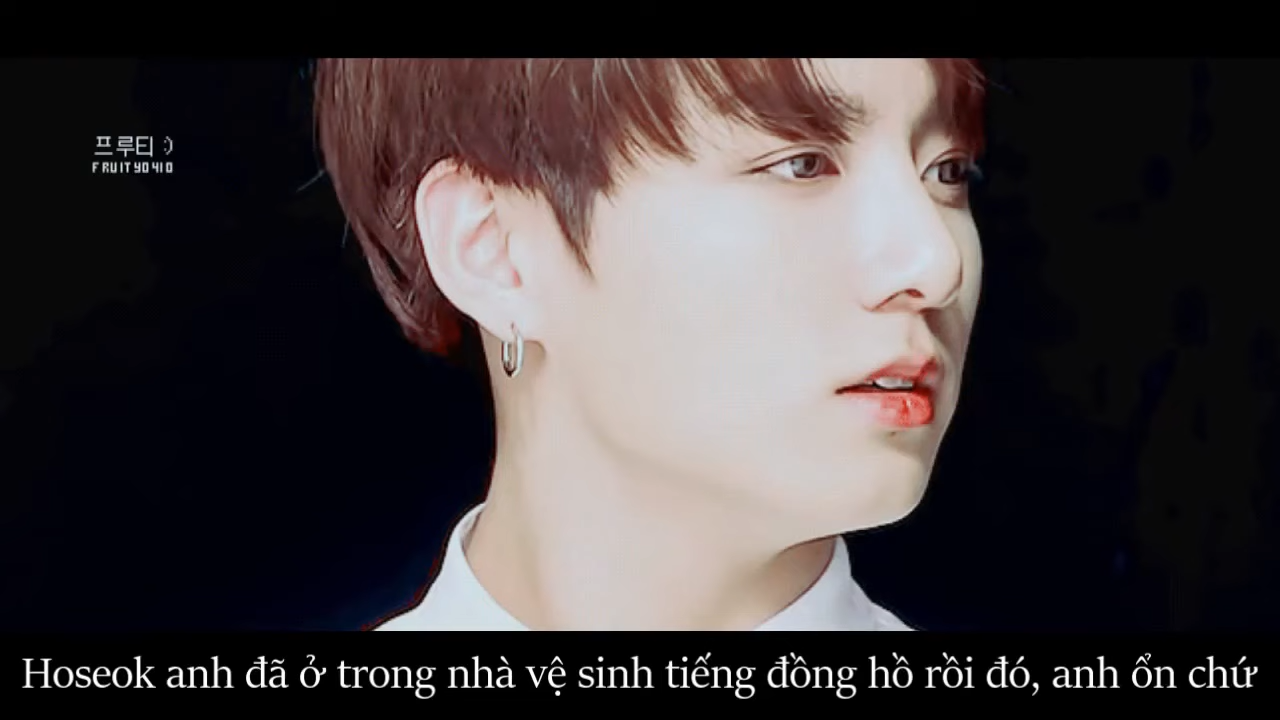 프루티 :)
FRUITY0410
Hoseok anh đã ở trong nhà vệ sinh tiếng đồng hồ rồi đó, anh ổn chứ